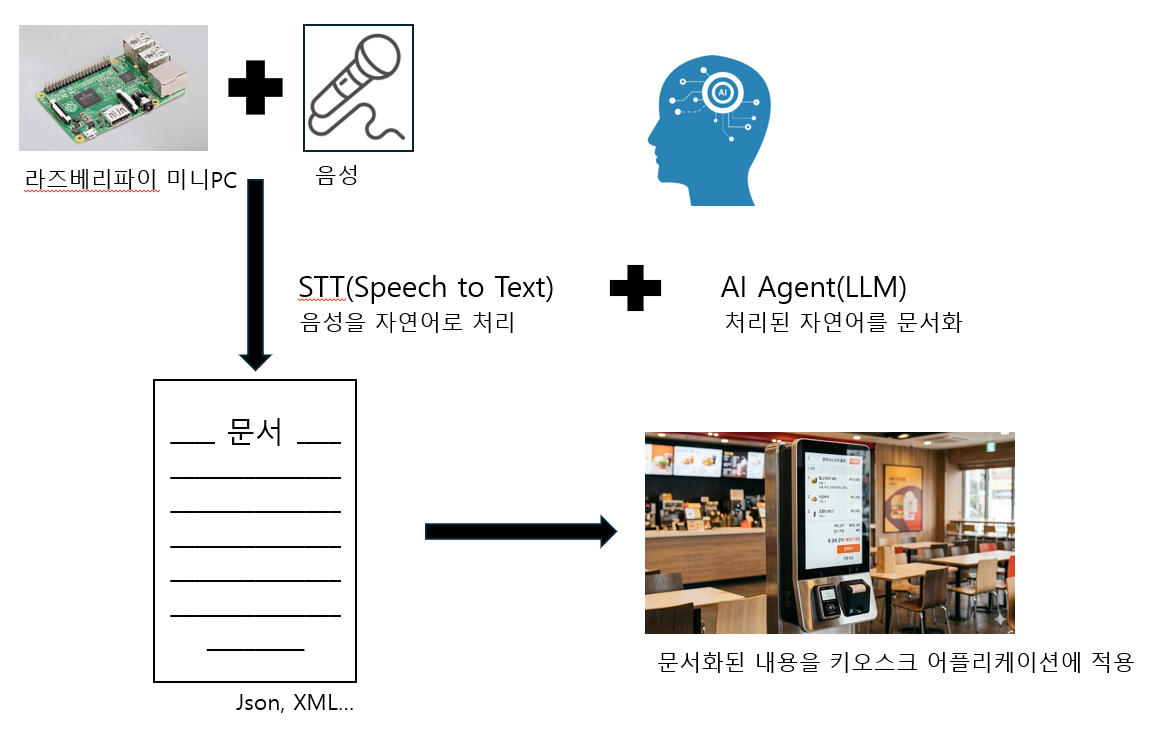 라즈베리파이 미니PC
음성
AI
STT(Speech to Text)
음성을 자연어로 처리
AI Agent(LLM)
처리된 자연어를 문서화
문서
Json, XML...
문서화된 내용을 키오스크 어플리케이션에 적용